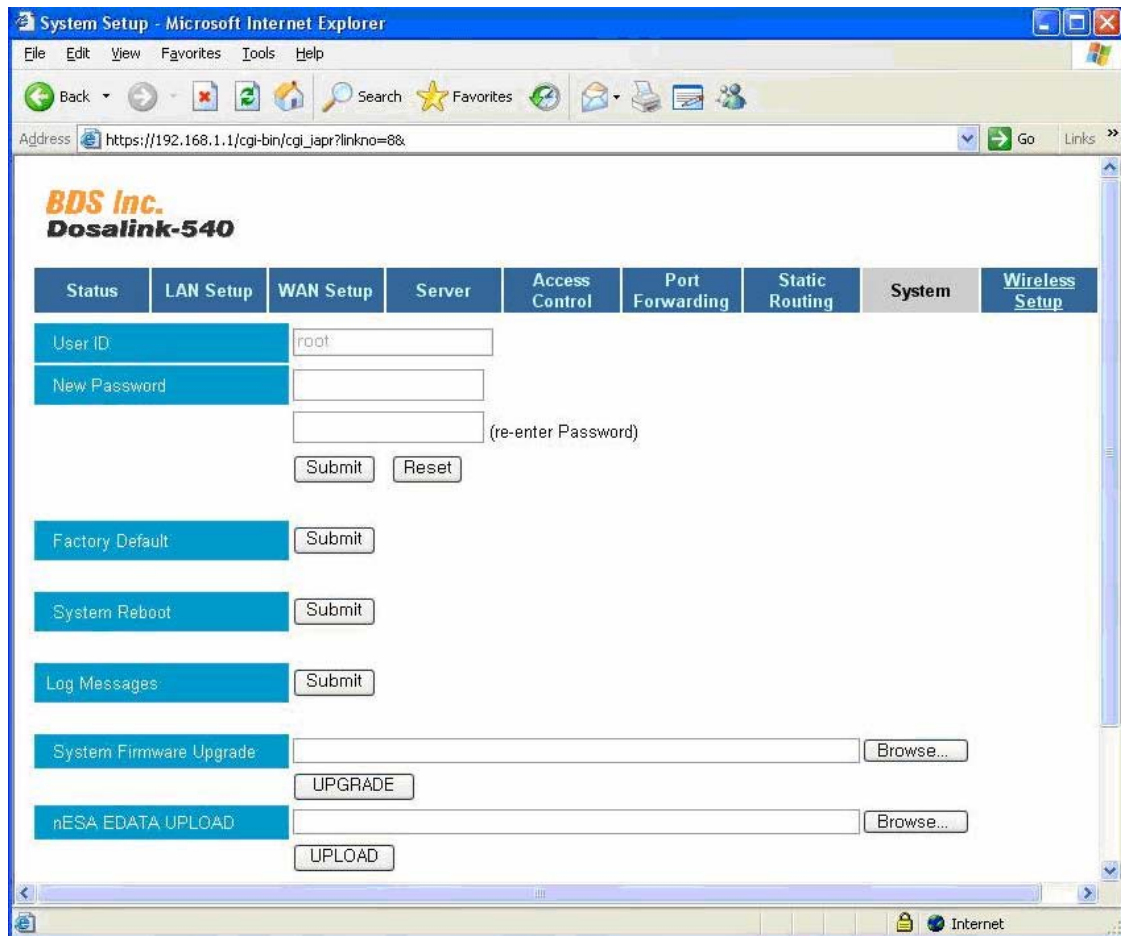 System Setup - Microsoft Internet Explorer
File Edit View Favorites Tools Help
Back Search Favorites
Address https://192.168.1.1/cgi-bin/cgi_iapr?linkno=8& Go Links »
BDS Inc.
Dosalink-540
Status LAN Setup WAN Setup Server Access Control Port Forwarding Static Routing System Wireless Setup
User ID root
New Password
(re-enter Password)
Submit Reset
Factory Default Submit
System Reboot Submit
Log Messages Submit
System Firmware Upgrade Browse...
UPGRADE
nESA EDATA UPLOAD Browse...
UPLOAD
Internet